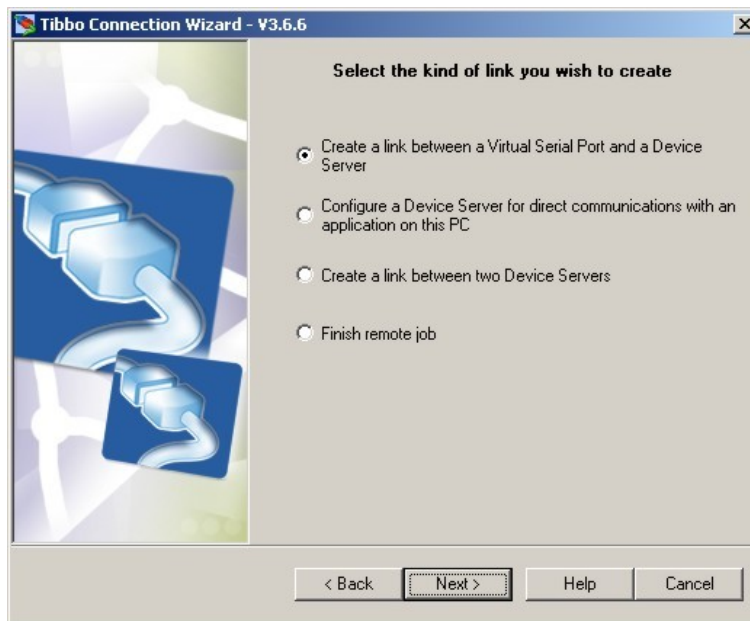 Tibbo Connection Wizard - V3.6.6
Select the kind of link you wish to create
Create a link between a Virtual Serial Port and a Device
Server
Configure a Device Server for direct communications with an
application on this PC
Create a link between two Device Servers
Finish remote job
< Back Next > Help Cancel